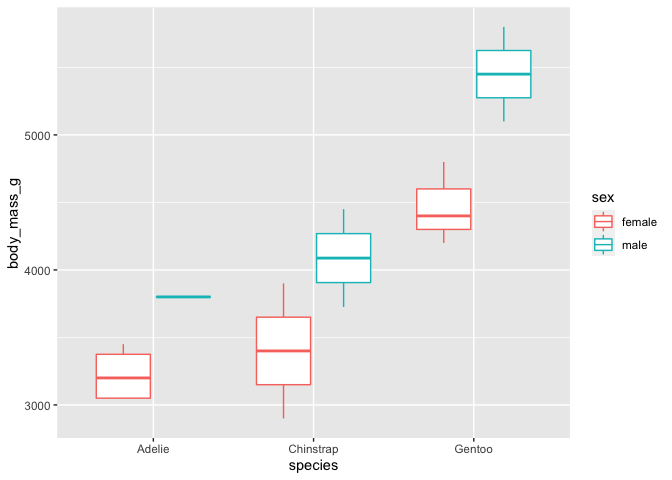 body_mass_g
5000
4000
3000
Adelie
Chinstrap
Gentoo
species
sex
female
male